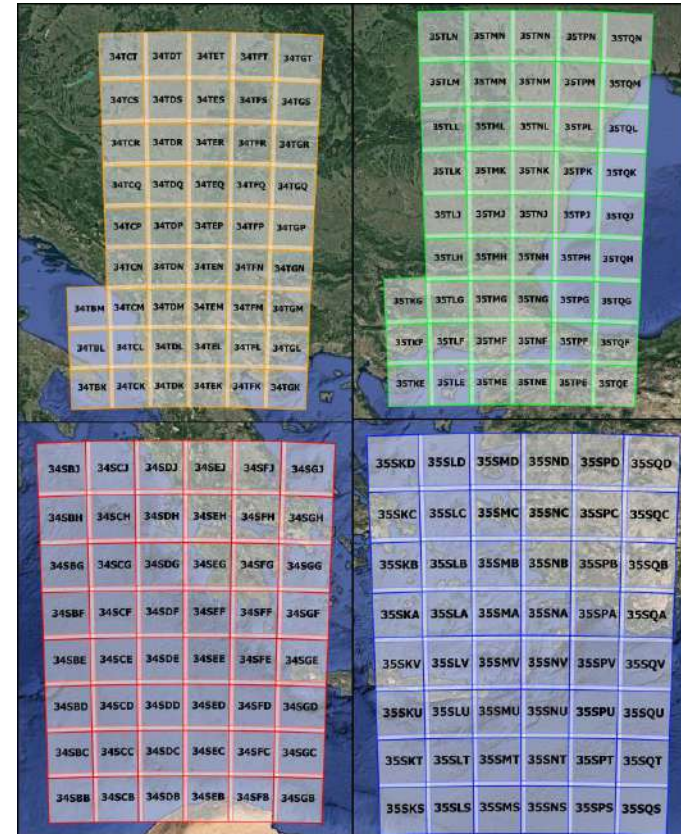 34TCT 34TDT 34TET 34TFT 34TGT
34TCS 34TDS 34TES 34TFS 34TGS
34TCR 34TDR 34TER 34TFR 34TGR
34TCQ 34TDQ 34TEQ 34TFQ 34TGQ
34TCP 34TDP 34TEP 34TFP 34TGP
34TCN 34TDN 34TEN 34TFN 34TGN
34TBM 34TCM 34TDM 34TEM 34TFM 34TGM
34TBL 34TCL 34TDL 34TEL 34TFL 34TGL
34TBK 34TCK 34TDK 34TEK 34TFK 34TGK
35TLN 35TMN 35TNN 35TPN 35TQN
35TLM 35TMM 35TNM 35TPM 35TQM
35TLL 35TML 35TNL 35TPL 35TQL
35TLK 35TMK 35TNK 35TPK 35TQK
35TLJ 35TMJ 35TNJ 35TPJ 35TQJ
35TLH 35TMH 35TNH 35TPH 35TQH
35TKG 35TLG 35TMG 35TNG 35TPG 35TQG
35TKF 35TLF 35TMF 35TNF 35TPF 35TQF
35TKE 35TLE 35TME 35TNE 35TPE 35TQE
34SBJ 34SCJ 34SDJ 34SEJ 34SFJ 34SGJ
34SBH 34SCH 34SDH 34SEH 34SFH 34SGH
34SBG 34SCG 34SDG 34SEG 34SFG 34SGG
34SBF 34SCF 34SDF 34SEF 34SFF 34SGF
34SBE 34SCE 34SDE 34SEE 34SFE 34SGE
34SBD 34SCD 34SDD 34SED 34SFD 34SGD
34SBC 34SCC 34SDC 34SEC 34SFC 34SGC
34SBB 34SCB 34SDB 34SEB 34SFB 34SGB
35SKD 35SLD 35SMD 35SND 35SPD 35SQD
35SKC 35SLC 35SMC 35SNC 35SPC 35SQC
35SKB 35SLB 35SMB 35SNB 35SPB 35SQB
35SKA 35SLA 35SMA 35SNA 35SPA 35SQA
35SKV 35SLV 35SMV 35SNV 35SPV 35SQV
35SKU 35SLU 35SMU 35SNU 35SPU 35SQU
35SKT 35SLT 35SMT 35SNT 35SPT 35SQT
35SKS 35SLS 35SMS 35SNS 35SPS 35SQS